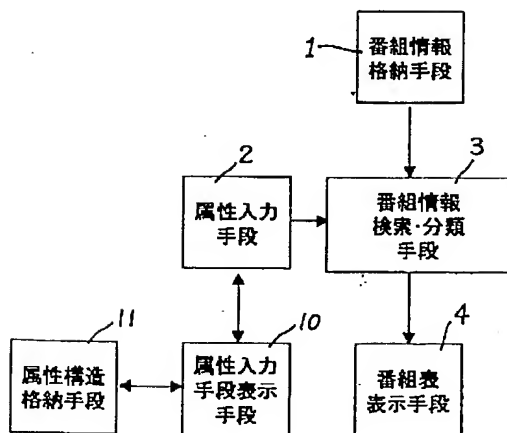 1
番組情報
格納手段
2
属性入力
手段
3
番組情報
検索・分類
手段
11
属性構造
格納手段
10
属性入力
手段表示
手段
4
番組表
表示手段